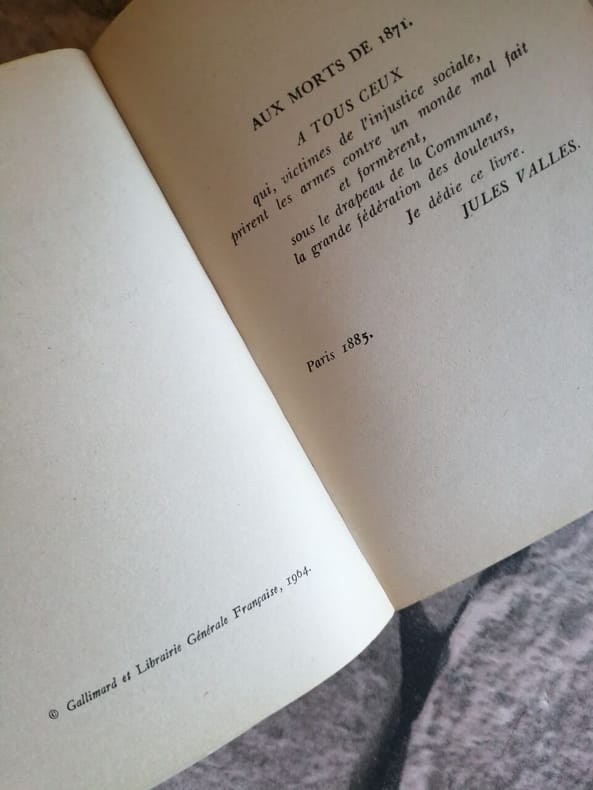 © Gallimard et Librairie Générale Française, 1964.
AUX MORTS DE 1871.
A TOUS CEUX
qui, victimes de l'injustice sociale,
prirent les armes contre un monde mal fait
et formèrent,
sous le drapeau de la Commune,
la grande fédération des douleurs,
Je dédie ce livre.
JULES VALLES.
Paris 1885.